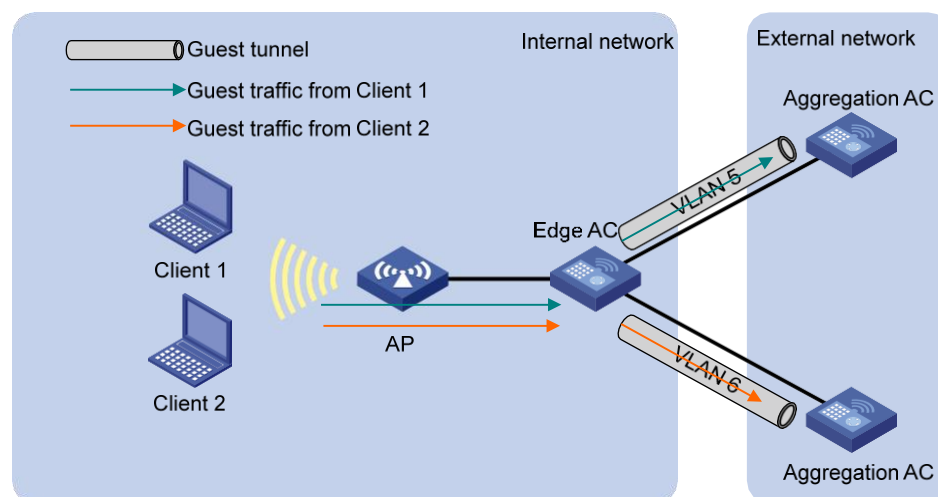 Guest tunnel
Guest traffic from Client 1
Guest traffic from Client 2
Internal network
External network
Aggregation AC
VLAN 5
Edge AC
Client 1
AP
VLAN 6
Client 2
Aggregation AC